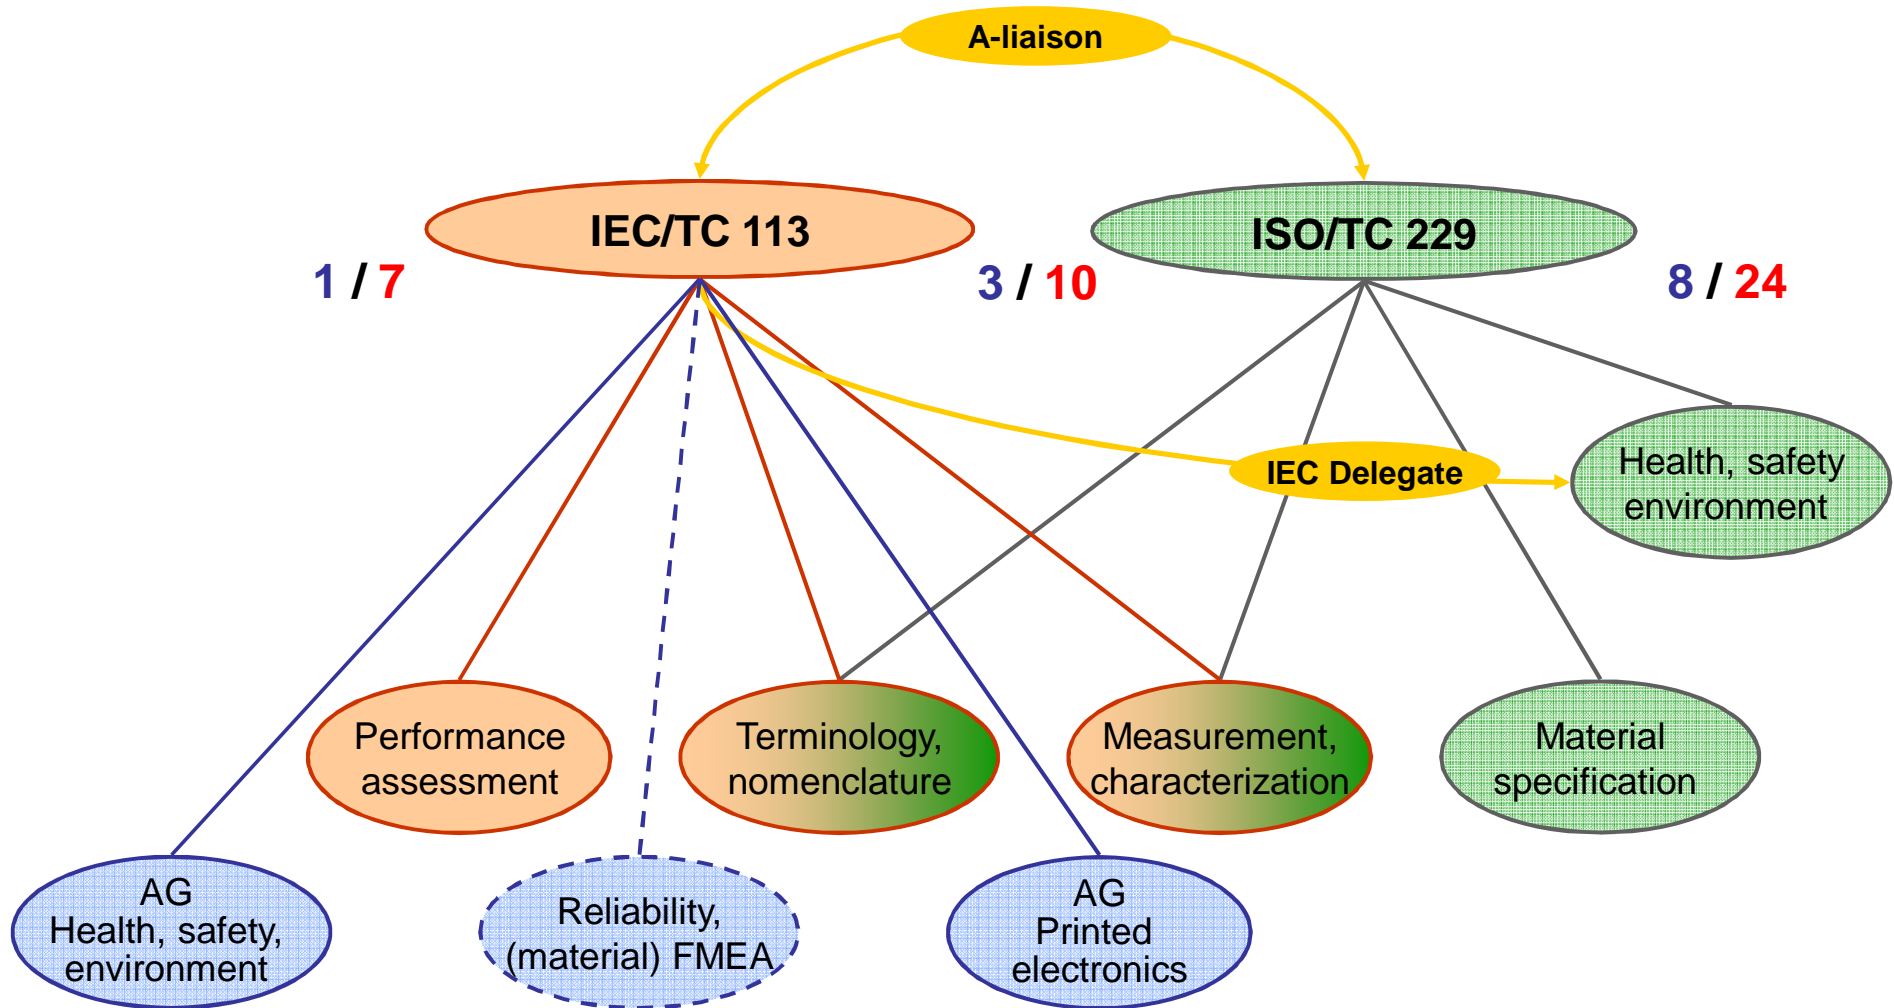 A-liaison
IEC/TC 113
ISO/TC 229
1 / 7
3 / 10
8 / 24
IEC Delegate
Health, safety
environment
Performance
assessment
Terminology,
nomenclature
Measurement,
characterization
Material
specification
AG
Health, safety,
environment
Reliability,
(material) FMEA
AG
Printed
electronics